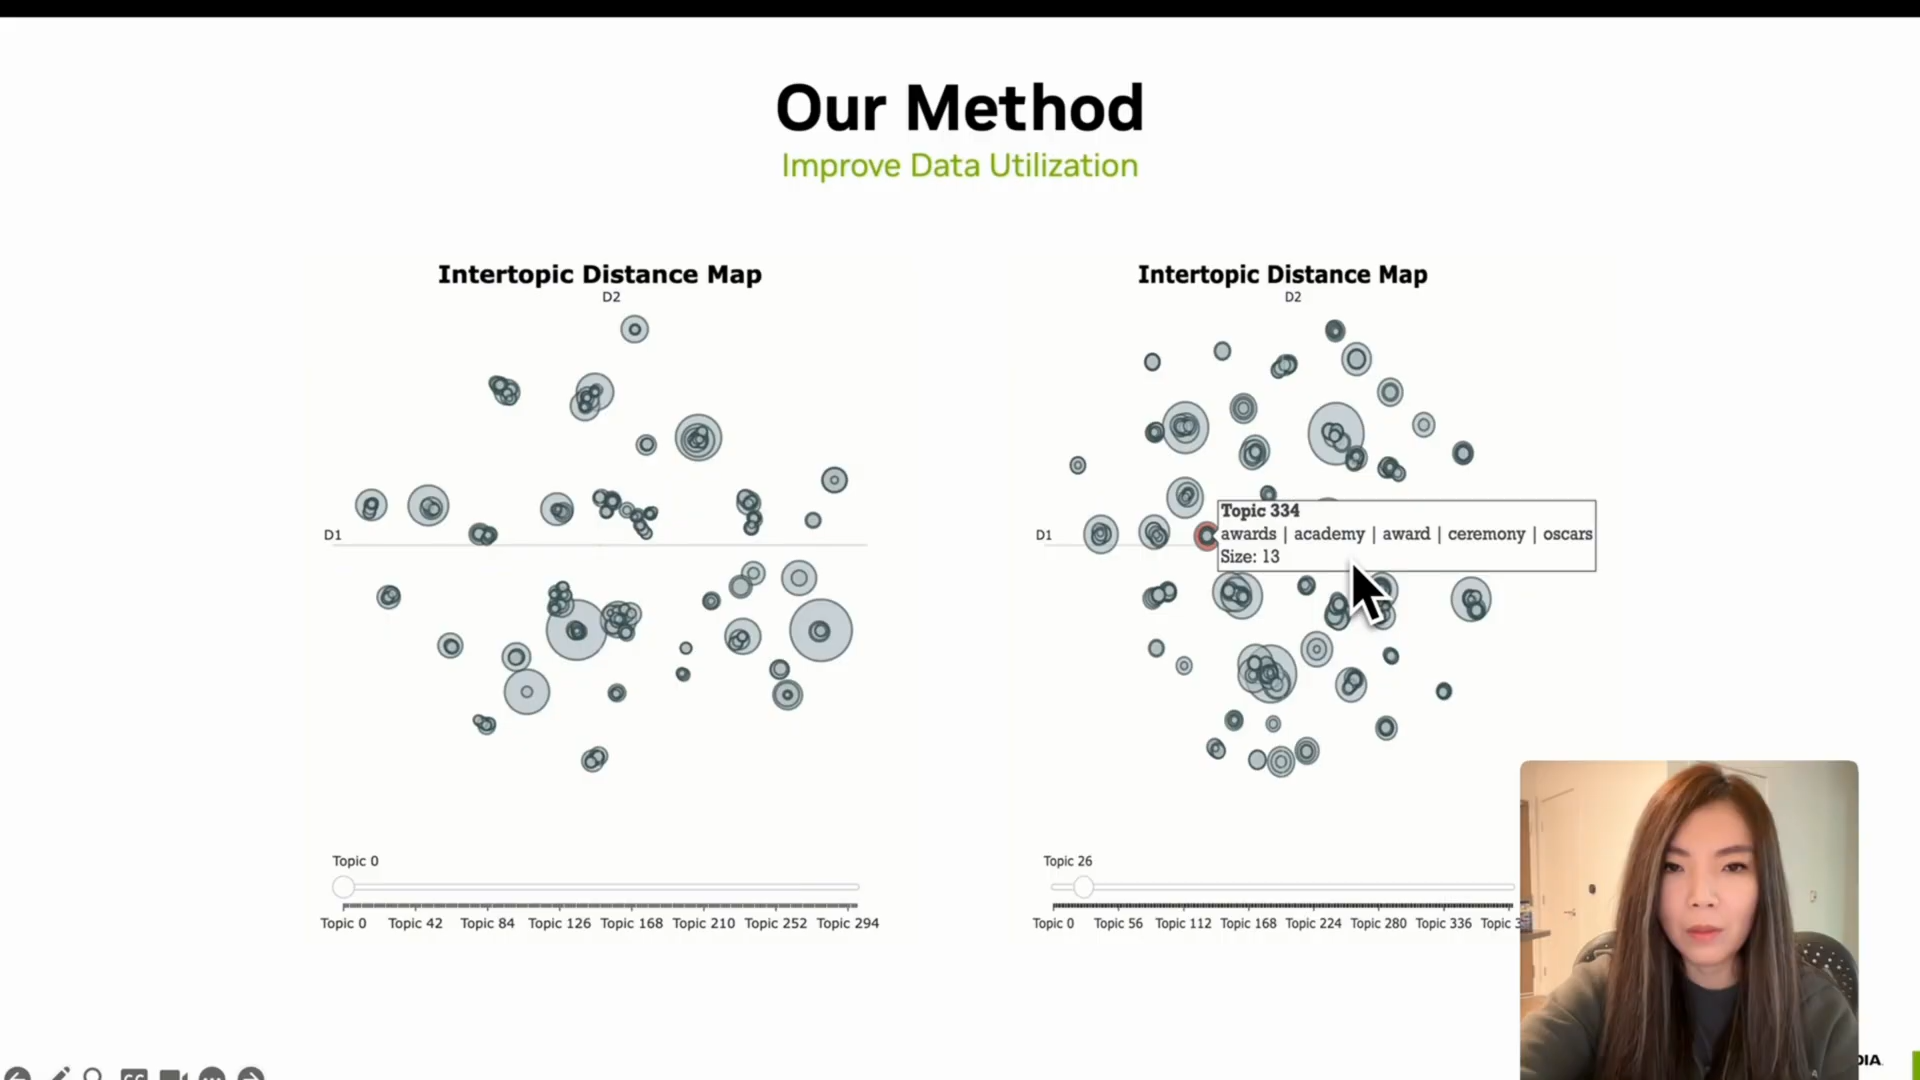 Our Method
Improve Data Utilization
Intertopic Distance Map
D2
D1
Topic 0
Topic 0 Topic 42 Topic 84 Topic 126 Topic 168 Topic 210 Topic 252 Topic 294
Intertopic Distance Map
D2
D1
Topic 334
awards | academy | award | ceremony | oscars
Size: 13
Topic 26
Topic 0 Topic 56 Topic 112 Topic 168 Topic 224 Topic 280 Topic 336 Topic
DIA